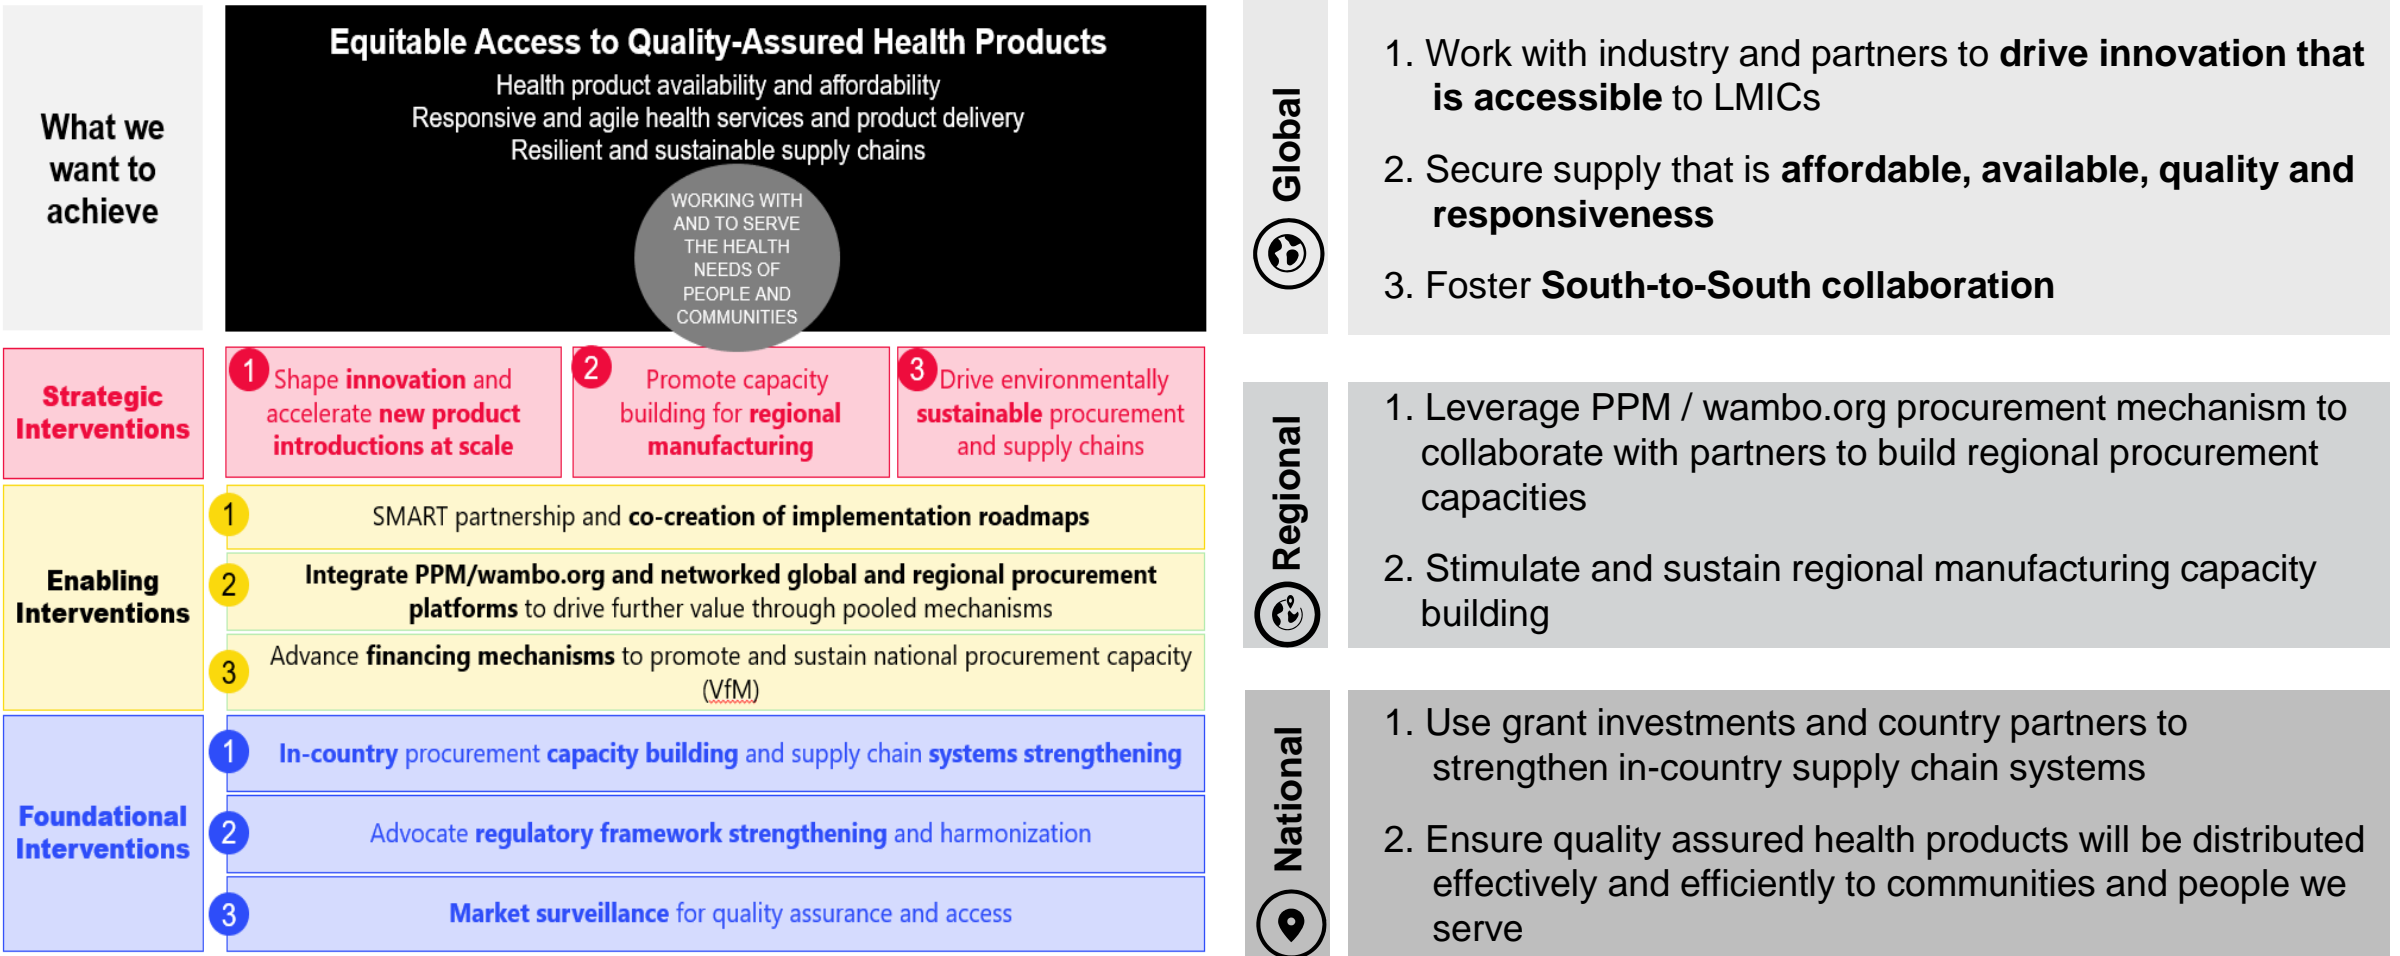 What we
want to
achieve
Equitable Access to Quality-Assured Health Products
Health product availability and affordability
Responsive and agile health services and product delivery
Resilient and sustainable supply chains
WORKING WITH
AND TO SERVE
THE HEALTH
NEEDS OF
PEOPLE AND
COMMUNITIES
Strategic
Interventions
1
Shape innovation and
accelerate new product
introductions at scale
2
Promote capacity
building for regional
manufacturing
3
Drive environmentally
sustainable procurement
and supply chains
Enabling
Interventions
1
SMART partnership and co-creation of implementation roadmaps
2
Integrate PPM/wambo.org and networked global and regional procurement
platforms to drive further value through pooled mechanisms
3
Advance financing mechanisms to promote and sustain national procurement capacity
(VfM)
Foundational
Interventions
1
In-country procurement capacity building and supply chain systems strengthening
2
Advocate regulatory framework strengthening and harmonization
3
Market surveillance for quality assurance and access
Global
1. Work with industry and partners to drive innovation that
is accessible to LMICs
2. Secure supply that is affordable, available, quality and
responsiveness
3. Foster South-to-South collaboration
Regional
1. Leverage PPM / wambo.org procurement mechanism to
collaborate with partners to build regional procurement
capacities
2. Stimulate and sustain regional manufacturing capacity
building
National
1. Use grant investments and country partners to
strengthen in-country supply chain systems
2. Ensure quality assured health products will be distributed
effectively and efficiently to communities and people we
serve